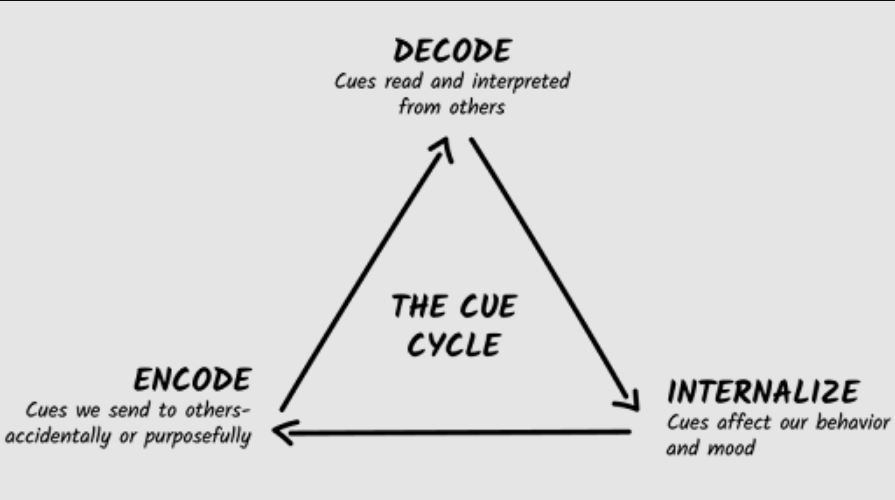 DECODE
Cues read and interpreted
from others
THE CUE
CYCLE
ENCODE
Cues we send to others-
accidentally or purposefully
INTERNALIZE
Cues affect our behavior
and mood